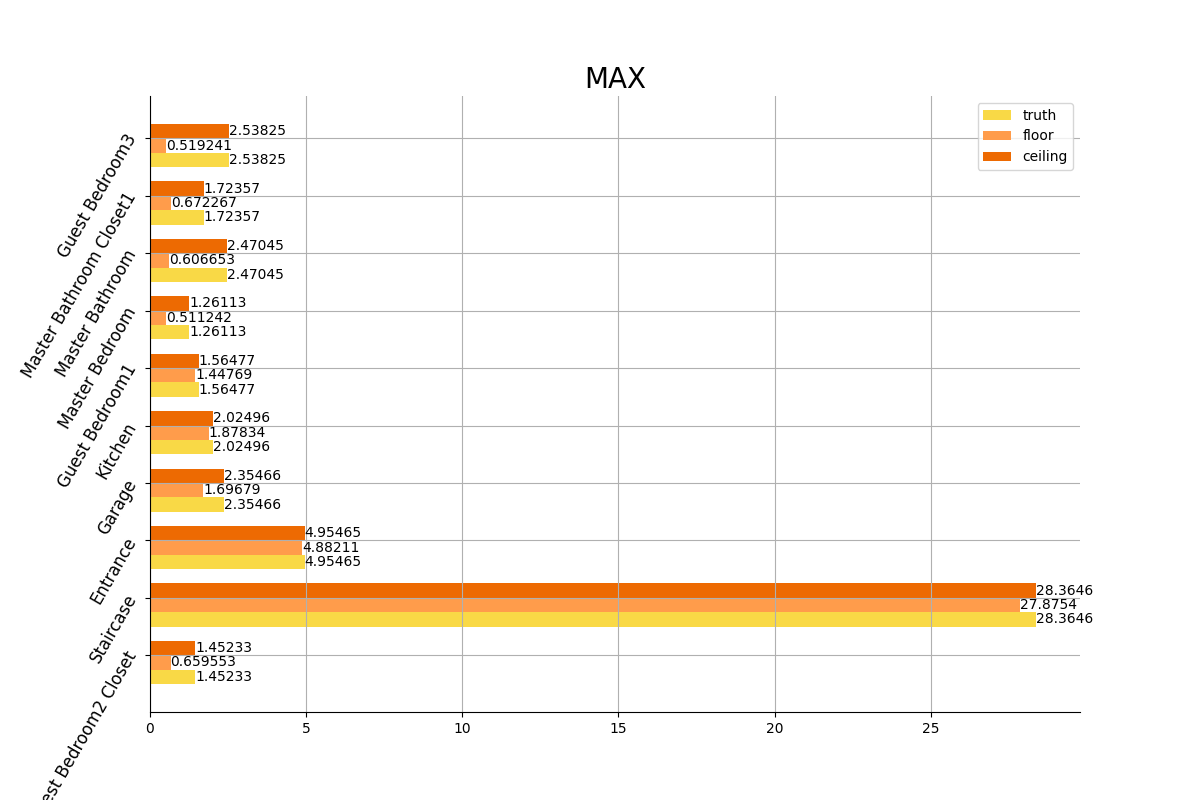 MAX
truth
floor
ceiling
Guest Bedroom3
2.53825
0.519241
2.53825
Master Bathroom Closet1
1.72357
0.672267
1.72357
Master Bathroom
2.47045
0.606653
2.47045
Master Bedroom
1.26113
0.511242
1.26113
Guest Bedroom1
1.56477
1.44769
1.56477
Kitchen
2.02496
1.87834
2.02496
Garage
2.35466
1.69679
2.35466
Entrance
4.95465
4.88211
4.95465
Staircase
28.3646
27.8754
28.3646
Bedroom2 Closet
1.45233
0.659553
1.45233
0 5 10 15 20 25